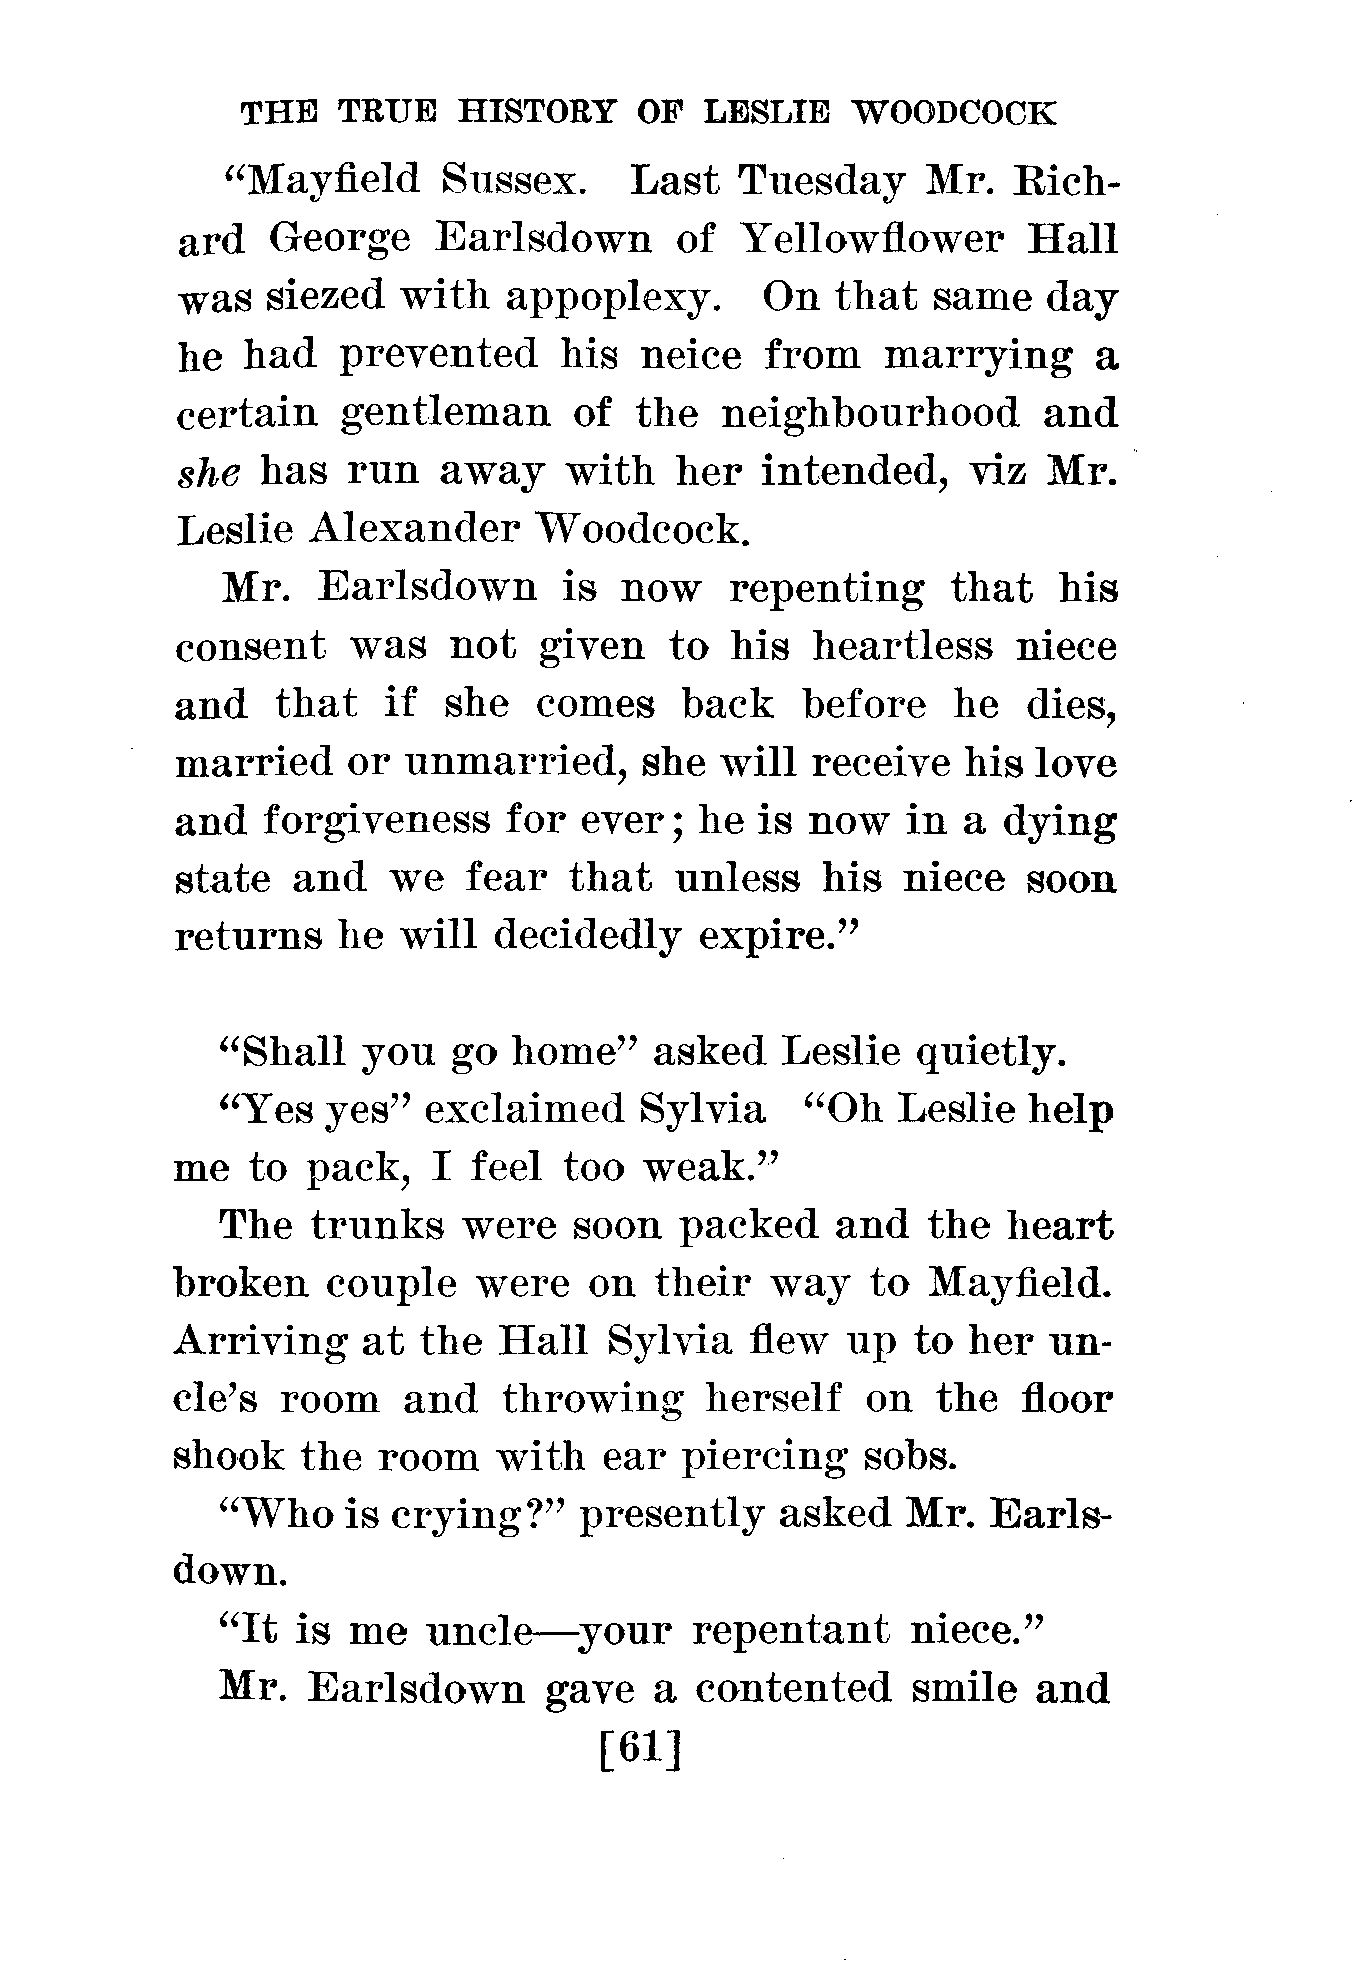 THE TRUE HISTORY OF LESLIE WOODCOCK
“Mayfield Sussex. Last Tuesday Mr. Rich-
ard George Earlsdown of Yellowflower Hall
was siezed with appoplexy. On that same day
he had prevented his neice from marrying a
certain gentleman of the neighbourhood and
she has run away with her intended, viz Mr.
Leslie Alexander Woodcock.
Mr. Earlsdown is now repenting that his
consent was not given to his heartless niece
and that if she comes back before he dies,
married or unmarried, she will receive his love
and forgiveness for ever; he is now in a dying
state and we fear that unless his niece soon
returns he will decidedly expire.”
“Shall you go home” asked Leslie quietly.
“Yes yes” exclaimed Sylvia “Oh Leslie help
me to pack, I feel too weak.”
The trunks were soon packed and the heart
broken couple were on their way to Mayfield.
Arriving at the Hall Sylvia flew up to her un-
cle’s room and throwing herself on the floor
shook the room with ear piercing sobs.
“Who is crying?” presently asked Mr. Earls-
down.
“It is me uncle—your repentant niece.”
Mr. Earlsdown gave a contented smile and
[61]